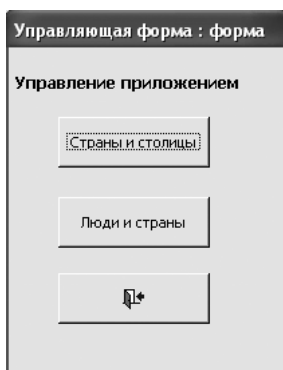 Управляющая форма : форма
Управление приложением
Страны и столицы
Люди и страны